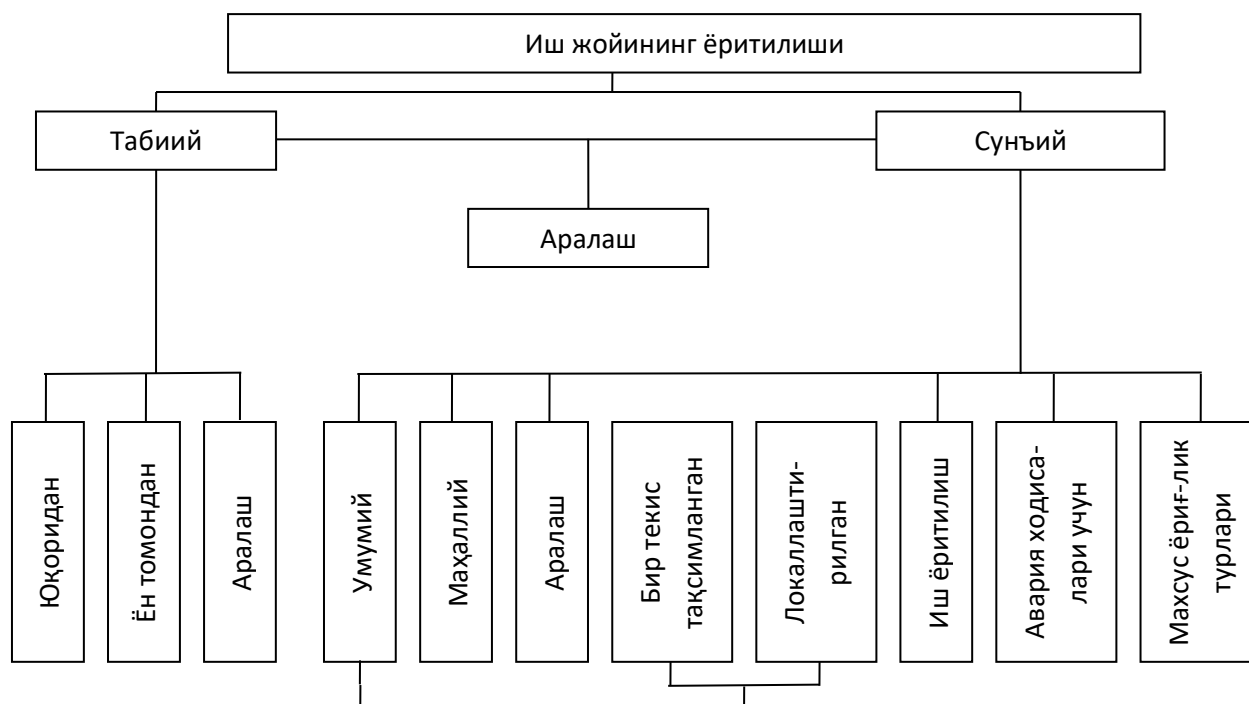 Иш жойининг ёритилиши
Табиий
Сунъий
Аралаш
Юқоридан
Ён томондан
Аралаш
Умумий
Маҳаллий
Аралаш
Бир текис
тақсимланган
Локаллашти-
рилган
Иш ёритилиш
Авария ходиса-
лари учун
Махсус ёриғ-лик
турлари